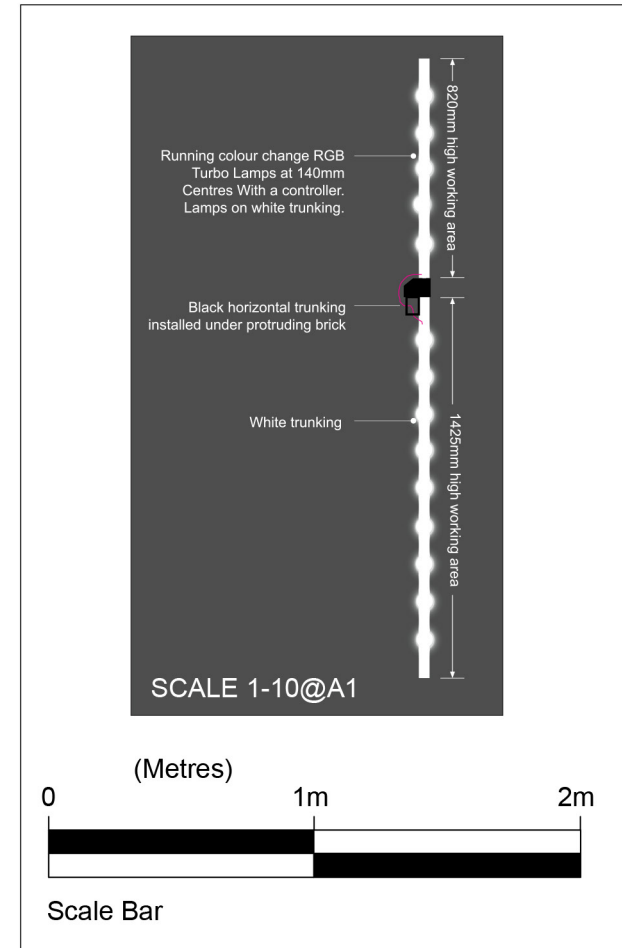 Running colour change RGB
Turbo Lamps at 140mm
Centres With a controller.
Lamps on white trunking.
820mm high working area
Black horizontal trunking
installed under protruding brick
White trunking
1425mm high working area
SCALE 1-10@A1
(Metres)
0 1m 2m
Scale Bar